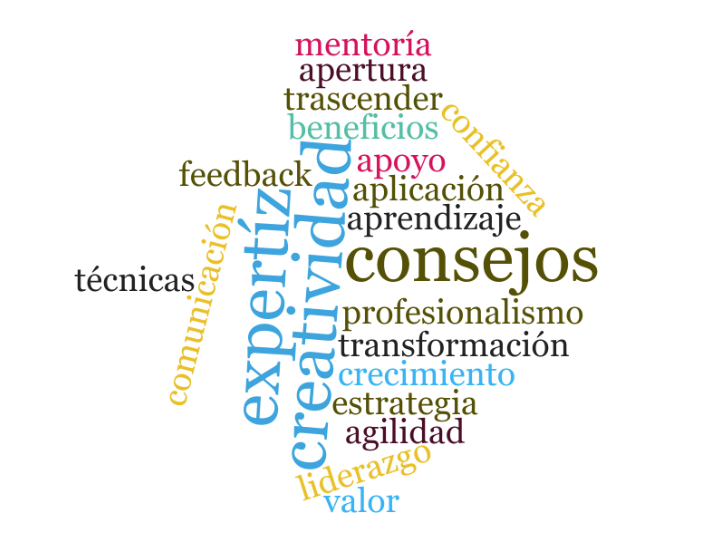 mentoría
apertura
trascender
beneficios
confianza
apoyo
feedback
aplicación
aprendizaje
comunicación
expertíz
creatividad
consejos
técnicas
profesionalismo
transformación
crecimiento
estrategia
agilidad
liderazgo
valor